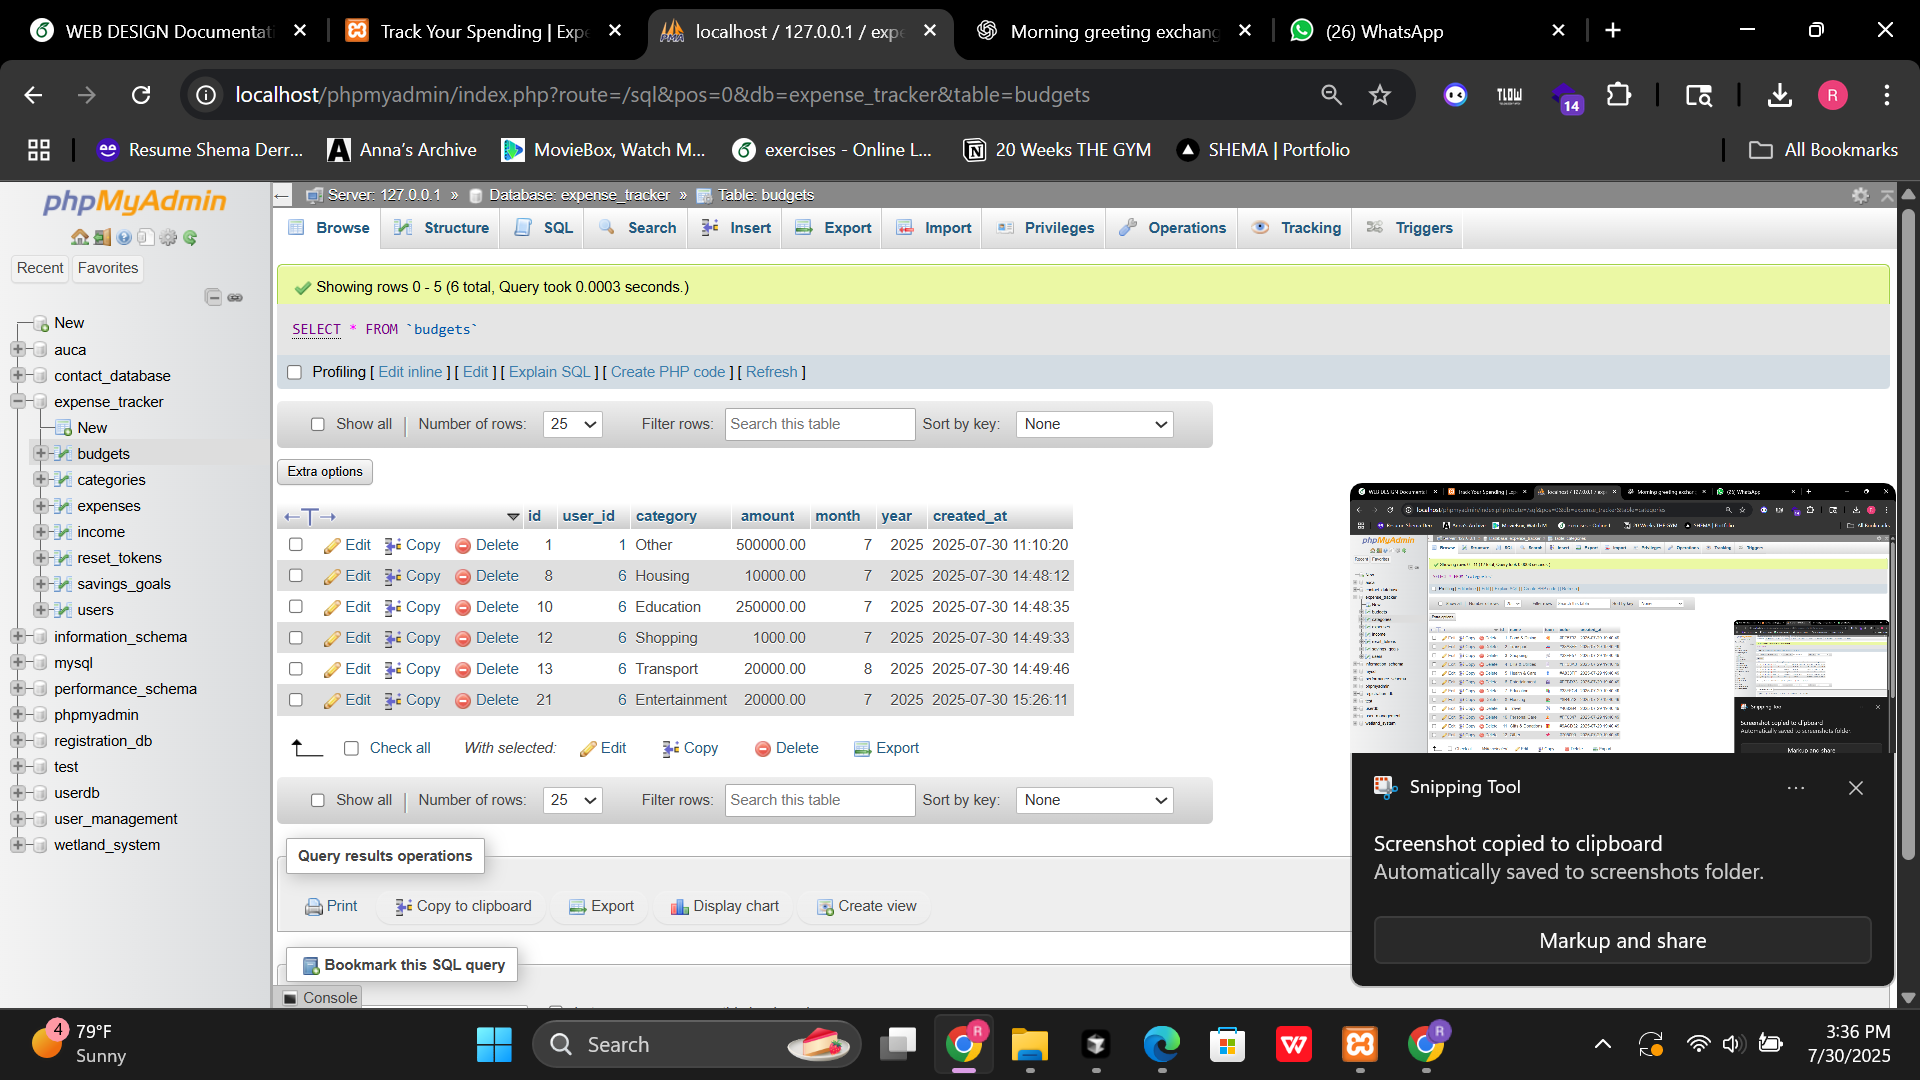 WEB DESIGN Documentati
Track Your Spending | Expe
localhost / 127.0.0.1 / expe
Morning greeting exchang
(26) WhatsApp
localhost/phpmyadmin/index.php?route=/sql&pos=0&db=expense_tracker&table=budgets
TLOW
14
R
Resume Shema Derr...
Anna's Archive
MovieBox, Watch M...
exercises - Online L...
20 Weeks THE GYM
SHEMA | Portfolio
All Bookmarks
phpMyAdmin
Recent Favorites
New
auca
contact_database
expense_tracker
New
budgets
categories
expenses
income
reset_tokens
savings_goals
users
information_schema
mysql
performance_schema
phpmyadmin
registration_db
test
userdb
user_management
wetland_system
Server: 127.0.0.1 » Database: expense_tracker » Table: budgets
Browse Structure SQL Search Insert Export Import Privileges Operations Tracking Triggers
Showing rows 0 - 5 (6 total, Query took 0.0003 seconds.)
SELECT * FROM `budgets`
Profiling [ Edit inline ] [ Edit ] [ Explain SQL ] [ Create PHP code ] [ Refresh ]
Show all Number of rows: 25 Filter rows: Search this table Sort by key: None
Extra options
id user_id category amount month year created_at
Edit Copy Delete 1 1 Other 500000.00 7 2025 2025-07-30 11:10:20
Edit Copy Delete 8 6 Housing 10000.00 7 2025 2025-07-30 14:48:12
Edit Copy Delete 10 6 Education 250000.00 7 2025 2025-07-30 14:48:35
Edit Copy Delete 12 6 Shopping 1000.00 7 2025 2025-07-30 14:49:33
Edit Copy Delete 13 6 Transport 20000.00 8 2025 2025-07-30 14:49:46
Edit Copy Delete 21 6 Entertainment 20000.00 7 2025 2025-07-30 15:26:11
Check all With selected: Edit Copy Delete Export
Show all Number of rows: 25 Filter rows: Search this table Sort by key: None
Query results operations
Print Copy to clipboard Export Display chart Create view
Bookmark this SQL query
Console
Snipping Tool
Screenshot copied to clipboard
Automatically saved to screenshots folder.
Markup and share
4
79°F
Sunny
Search
R
R
3:36 PM
7/30/2025